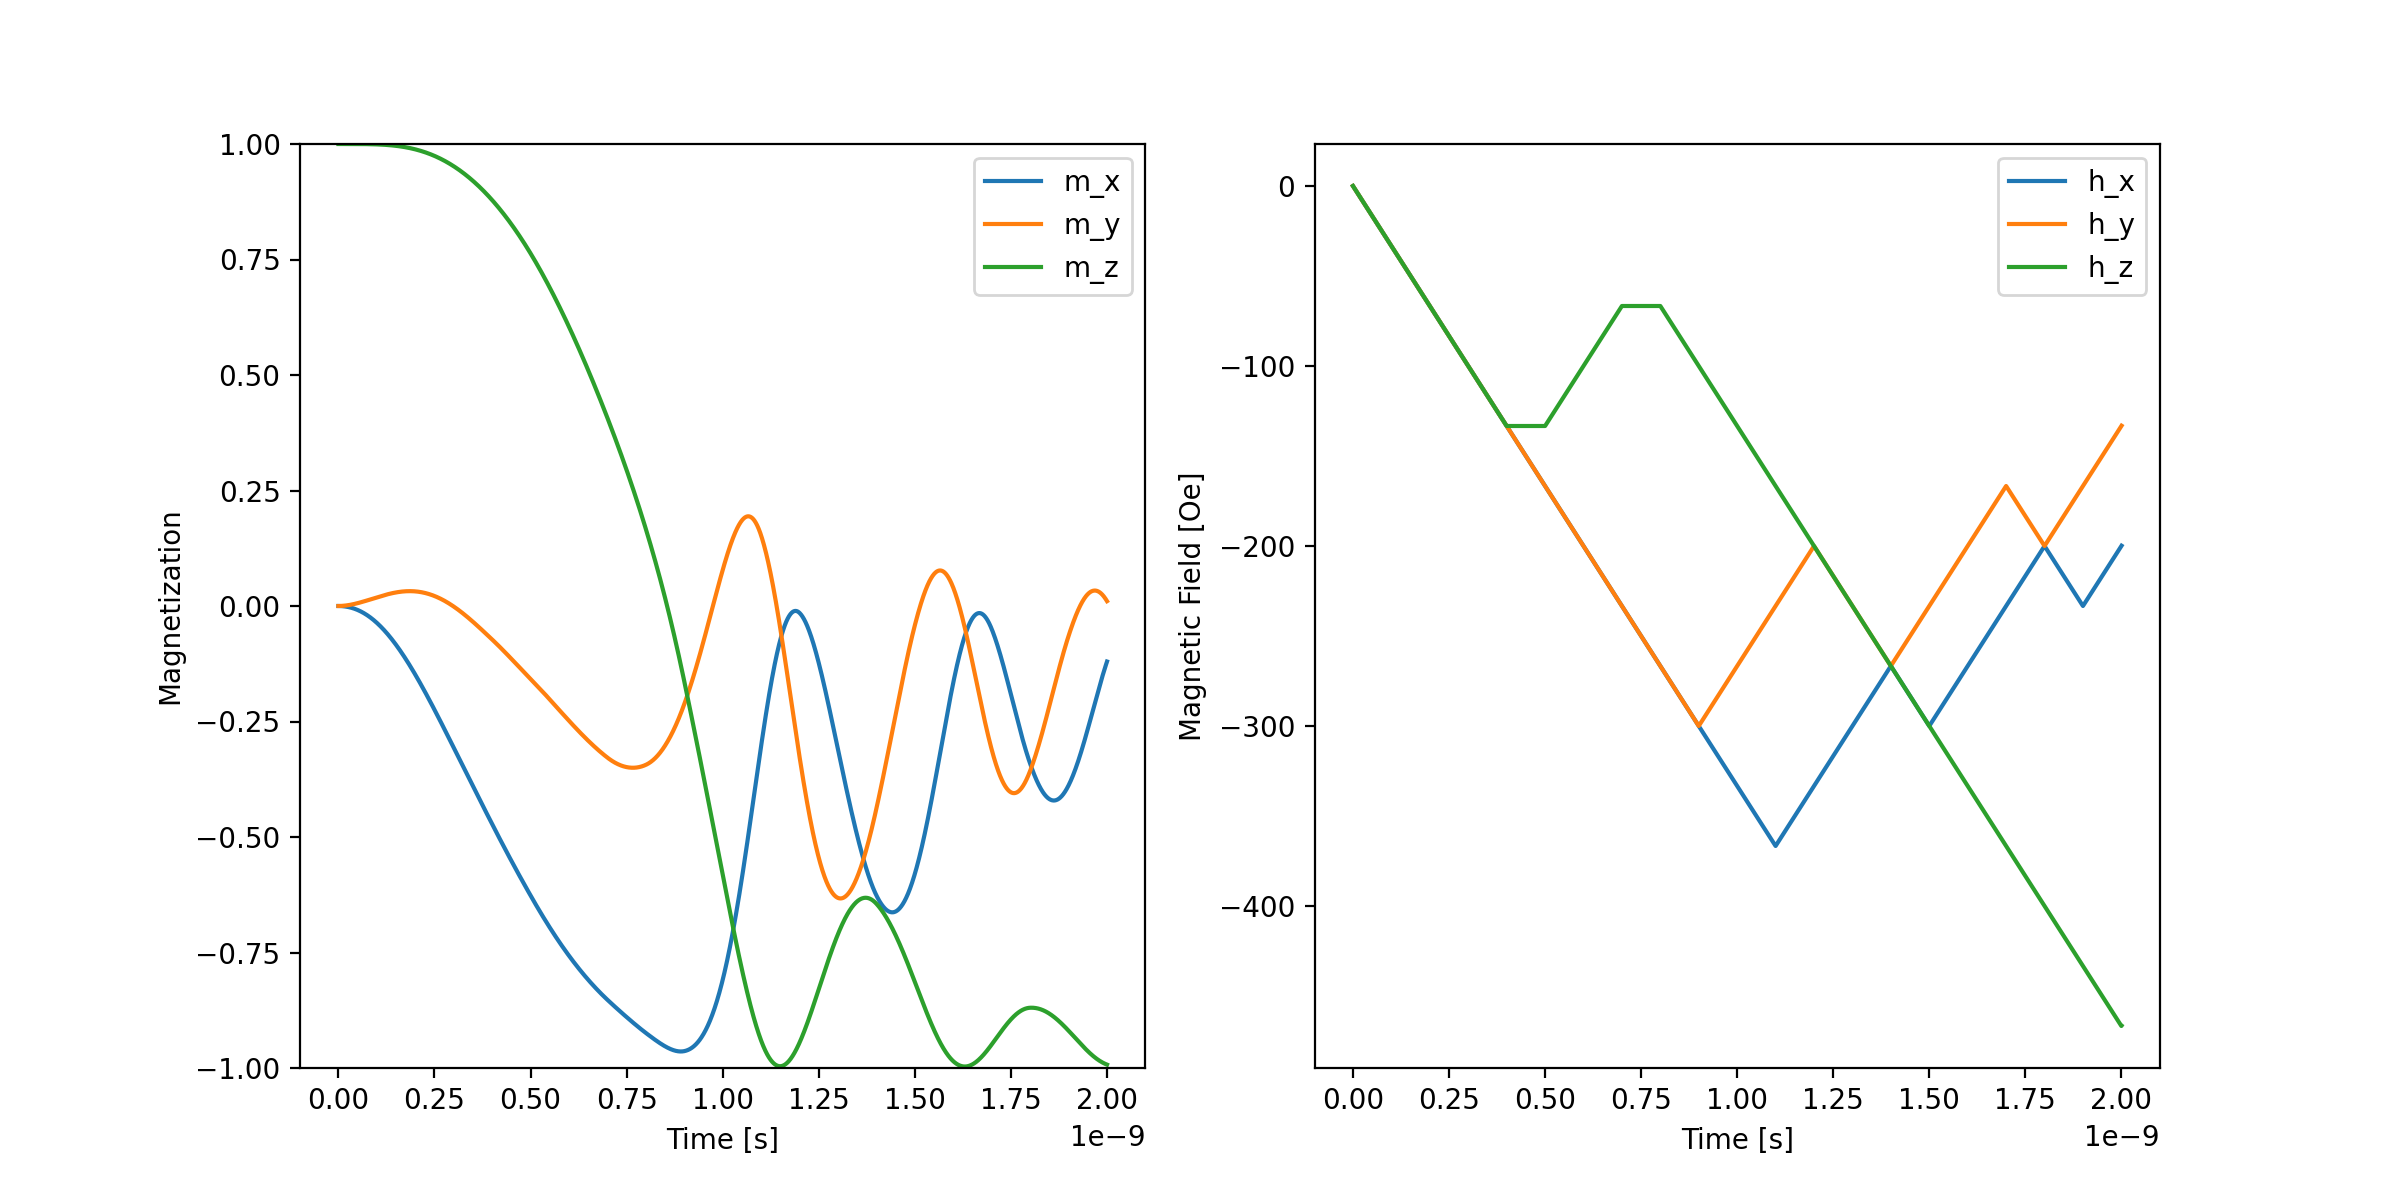 1.00
0.75
0.50
0.25
0.00
−0.25
−0.50
−0.75
−1.00
Magnetization
m_x
m_y
m_z
0.00 0.25 0.50 0.75 1.00 1.25 1.50 1.75 2.00
Time [s]
1e−9
0
−100
−200
−300
−400
Magnetic Field [Oe]
h_x
h_y
h_z
0.00 0.25 0.50 0.75 1.00 1.25 1.50 1.75 2.00
Time [s]
1e−9